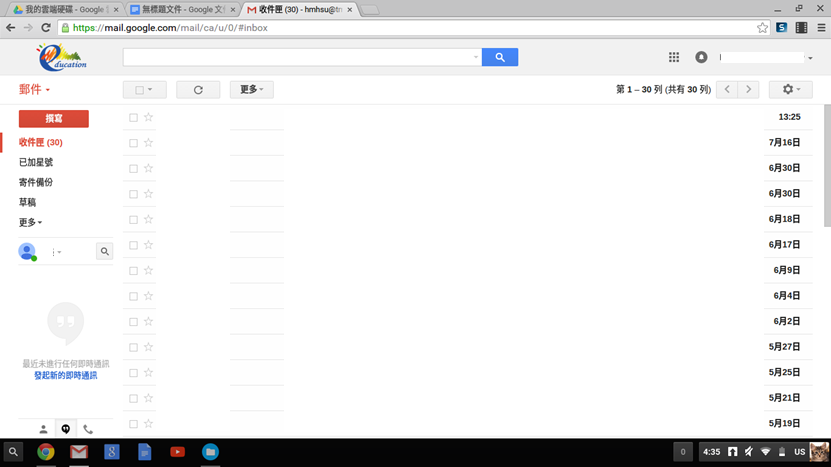 我的雲端硬碟 - Google
無標題文件 - Google 文件
收件匣 (30) - hmhsu@tn
https://mail.google.com/mail/ca/u/0/#inbox
ducation
郵件
更多
第 1 – 30 列 (共有 30 列)
撰寫
收件匣 (30)
已加星號
寄件備份
草稿
更多
13:25
7月16日
6月30日
6月30日
6月18日
6月17日
6月9日
6月4日
6月2日
5月27日
5月25日
5月21日
5月19日
最近未進行任何即時通訊
發起新的即時通訊
0
4:35
US